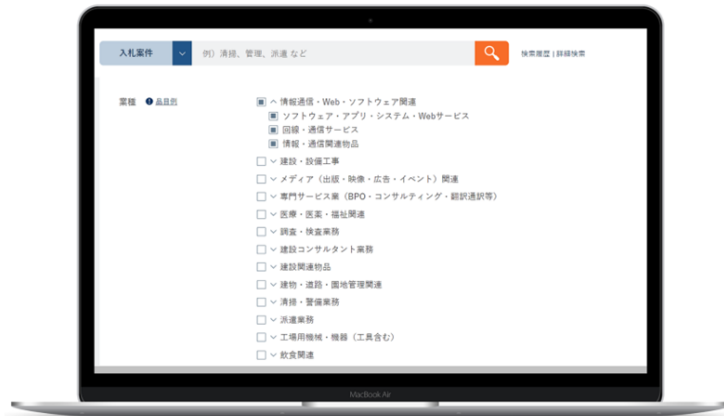 入札案件
例）清掃、管理、派遣 など
検索履歴 | 詳細検索
業種 品目例
情報通信・Web・ソフトウェア関連
ソフトウェア・アプリ・システム・Webサービス
回線・通信サービス
情報・通信関連物品
建設・設備工事
メディア（出版・映像・広告・イベント）関連
専門サービス業（BPO・コンサルティング・翻訳通訳等）
医療・医薬・福祉関連
調査・検査業務
建設コンサルタント業務
建設関連物品
建物・道路・園地管理関連
清掃・警備業務
派遣業務
工場用機械・機器（工具含む）
飲食関連
MacBook Air